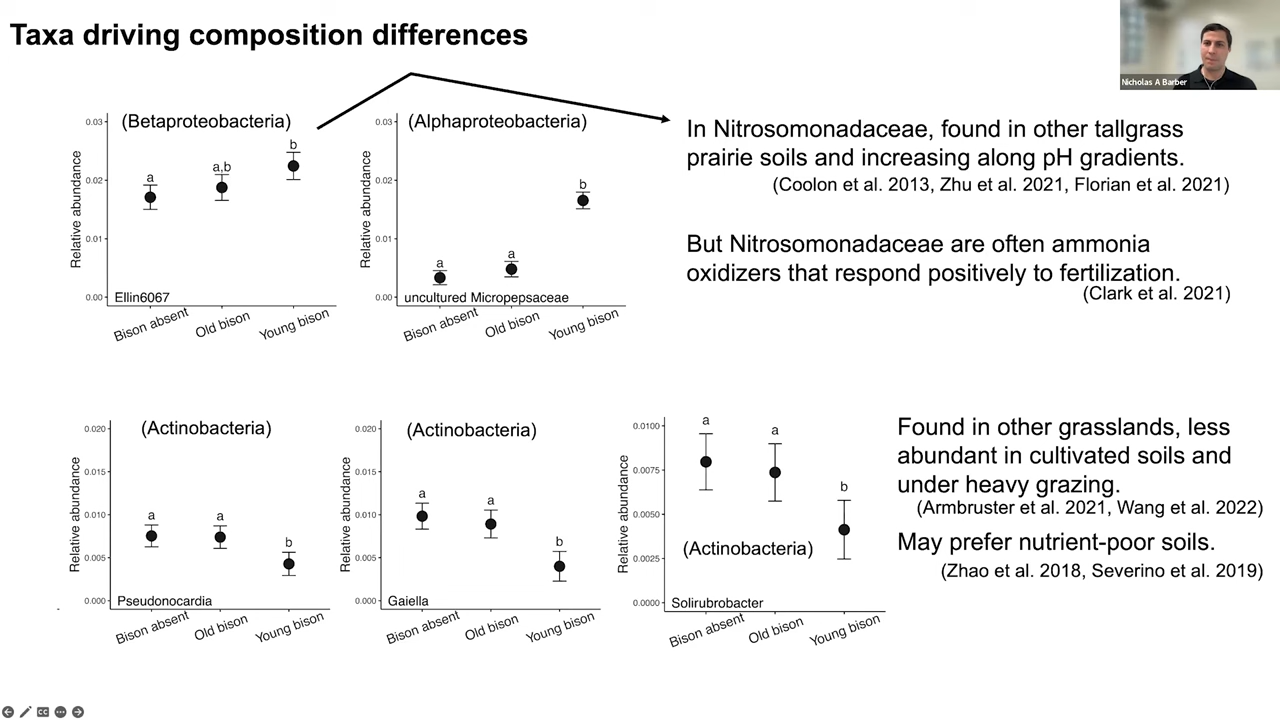 Taxa driving composition differences
Nicholas A Barber
(Betaproteobacteria)
Relative abundance
0.03
0.02
0.01
0.00
a
a,b
b
Ellin6067
Bison absent
Old bison
Young bison
(Alphaproteobacteria)
Relative abundance
0.03
0.02
0.01
0.00
a
a
b
uncultured Micropepsaceae
Bison absent
Old bison
Young bison
In Nitrosomonadaceae, found in other tallgrass
prairie soils and increasing along pH gradients.
(Coolon et al. 2013, Zhu et al. 2021, Florian et al. 2021)
But Nitrosomonadaceae are often ammonia
oxidizers that respond positively to fertilization.
(Clark et al. 2021)
(Actinobacteria)
Relative abundance
0.020
0.015
0.010
0.005
0.000
a
a
b
Pseudonocardia
Bison absent
Old bison
Young bison
(Actinobacteria)
Relative abundance
0.020
0.015
0.010
0.005
0.000
a
a
b
Gaiella
Bison absent
Old bison
Young bison
Relative abundance
0.0100
0.0075
0.0050
0.0025
0.0000
a
a
b
(Actinobacteria)
Solirubrobacter
Bison absent
Old bison
Young bison
Found in other grasslands, less
abundant in cultivated soils and
under heavy grazing.
(Armbruster et al. 2021, Wang et al. 2022)
May prefer nutrient-poor soils.
(Zhao et al. 2018, Severino et al. 2019)
CC